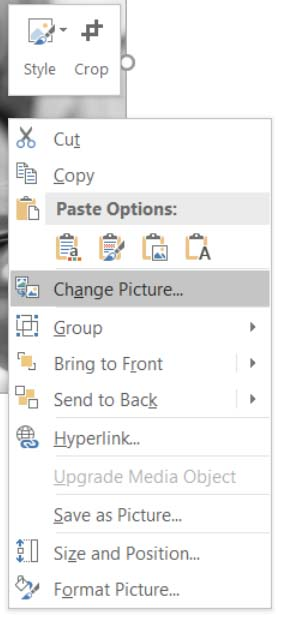 Style Crop
Cut
Copy
Paste Options:
a
A
Change Picture...
Group
Bring to Front
Send to Back
Hyperlink...
Upgrade Media Object
Save as Picture...
Size and Position...
Format Picture...